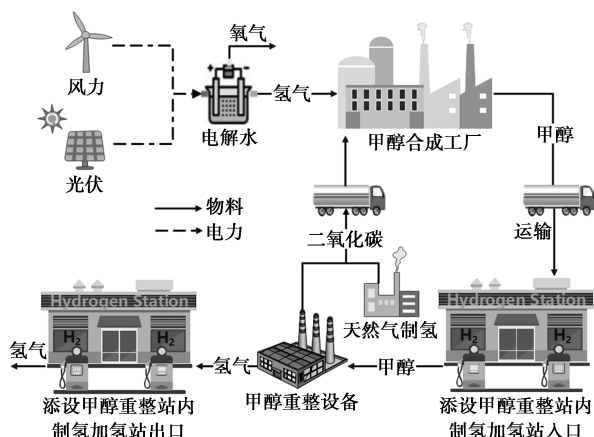 氧气
风力
氢气
电解水
甲醇合成工厂
甲醇
光伏
物料
电力
二氧化碳
运输
天然气制氢
Hydrogen Station
H2
H2
Hydrogen Station
H2
H2
氢气
氢气
甲醇
添设甲醇重整站内
制氢加氢站出口
甲醇重整设备
添设甲醇重整站内
制氢加氢站入口